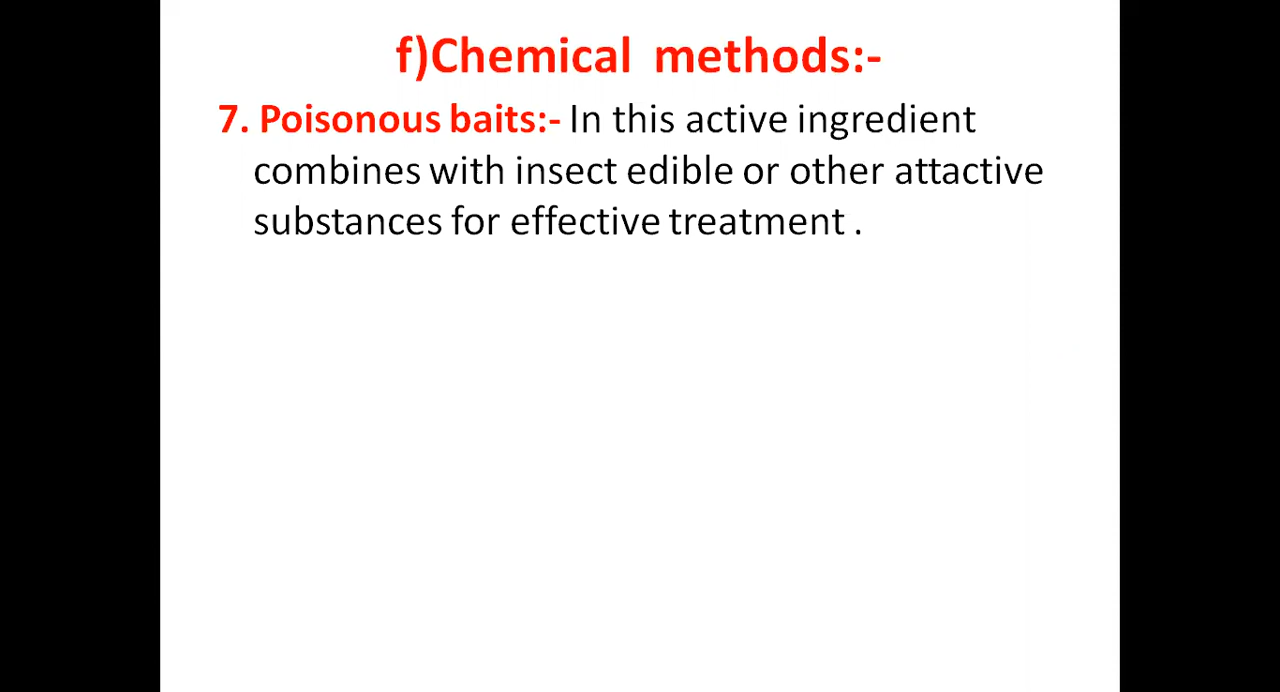 f)Chemical methods:-
7. Poisonous baits:- In this active ingredient
combines with insect edible or other attactive
substances for effective treatment .